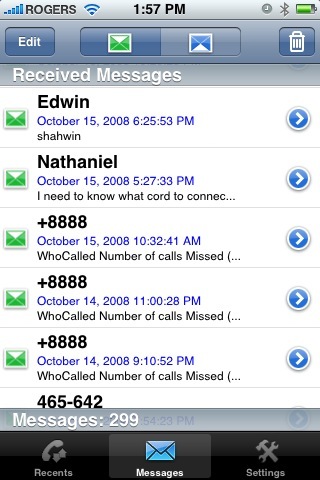 ROGERS 1:57 PM
Edit
Received Messages
Edwin
October 15, 2008 6:25:53 PM
shahwin
Nathaniel
October 15, 2008 5:27:33 PM
I need to know what cord to connec...
+8888
October 15, 2008 10:32:41 AM
WhoCalled Number of calls Missed (...
+8888
October 14, 2008 11:00:28 PM
WhoCalled Number of calls Missed (...
+8888
October 14, 2008 9:10:52 PM
WhoCalled Number of calls Missed (...
465-642
Messages: 299
Recents Messages Settings